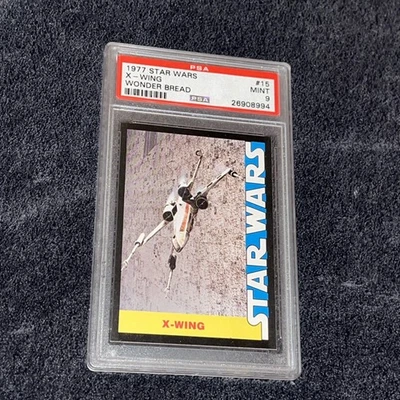 PSA
1977 STAR WARS #15
X-WING MINT
WONDER BREAD PSA 9
26908994
STAR WARS
X-WING